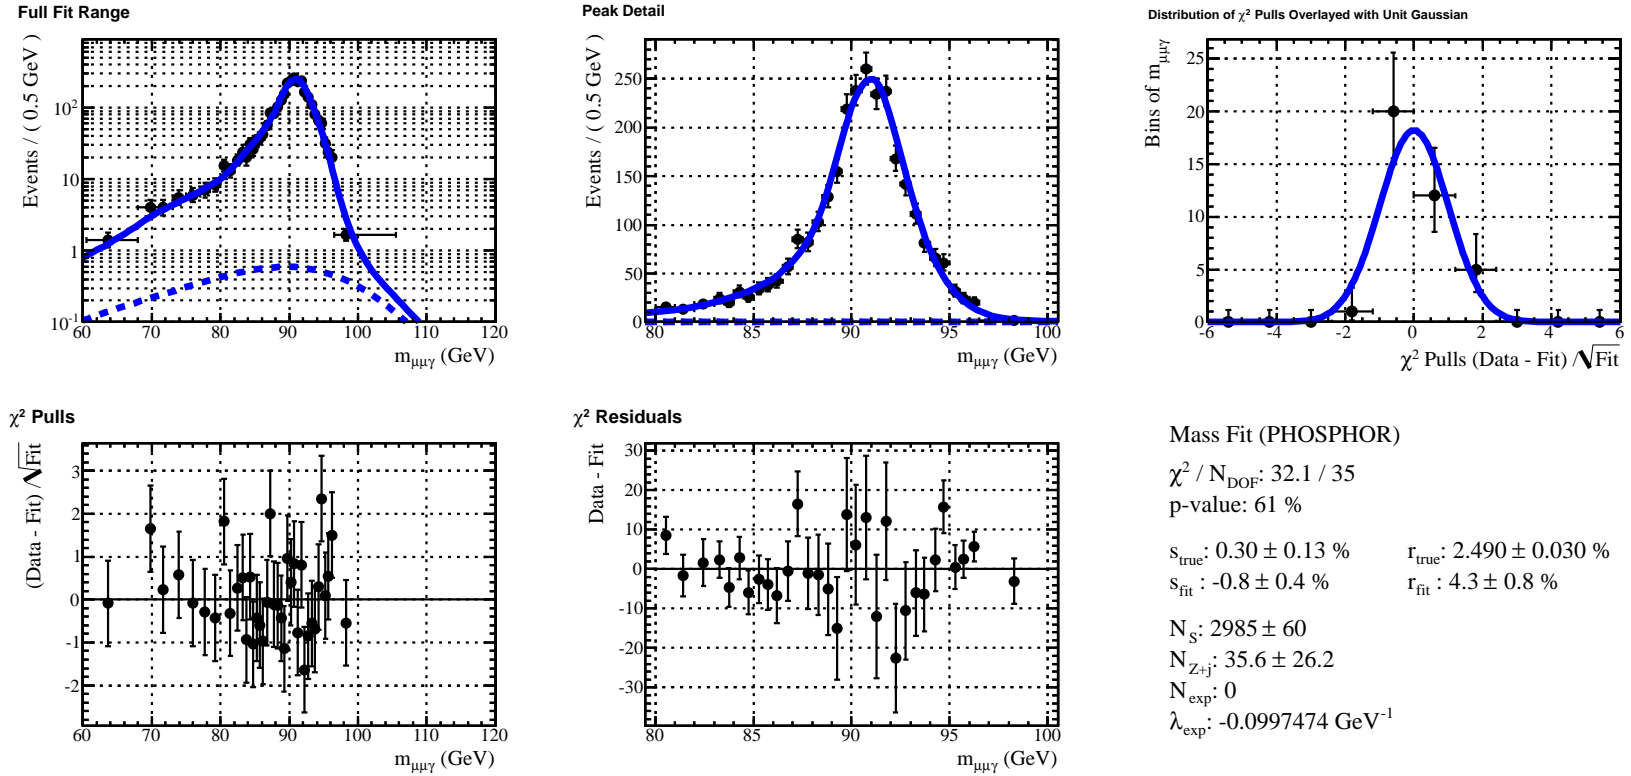 Full Fit Range
Events / ( 0.5 GeV )
10²
10
1
10⁻¹
60 70 80 90 100 110 120
m_μμγ (GeV)
Peak Detail
Events / ( 0.5 GeV )
250
200
150
100
50
0
80 85 90 95 100
m_μμγ (GeV)
Distribution of χ² Pulls Overlayed with Unit Gaussian
Bins of m_μμγ
25
20
15
10
5
0
-6 -4 -2 0 2 4 6
χ² Pulls (Data - Fit) /√Fit
χ² Pulls
(Data - Fit) /√Fit
3
2
1
0
-1
-2
60 70 80 90 100 110 120
m_μμγ (GeV)
χ² Residuals
Data - Fit
30
20
10
0
-10
-20
-30
80 85 90 95 100
m_μμγ (GeV)
Mass Fit (PHOSPHOR)
χ² / N_DOF: 32.1 / 35
p-value: 61 %
s_true: 0.30 ± 0.13 % r_true: 2.490 ± 0.030 %
s_fit: -0.8 ± 0.4 % r_fit : 4.3 ± 0.8 %
N_S: 2985 ± 60
N_Z+j: 35.6 ± 26.2
N_exp: 0
λ_exp: -0.0997474 GeV⁻¹